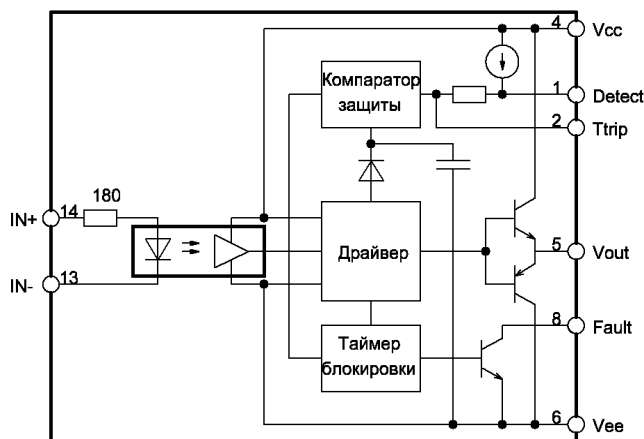 4 Vcc
Компаратор
защиты
1 Detect
2 Ttrip
180
IN+ 14
Драйвер
5 Vout
IN- 13
8 Fault
Таймер
блокировки
6 Vee